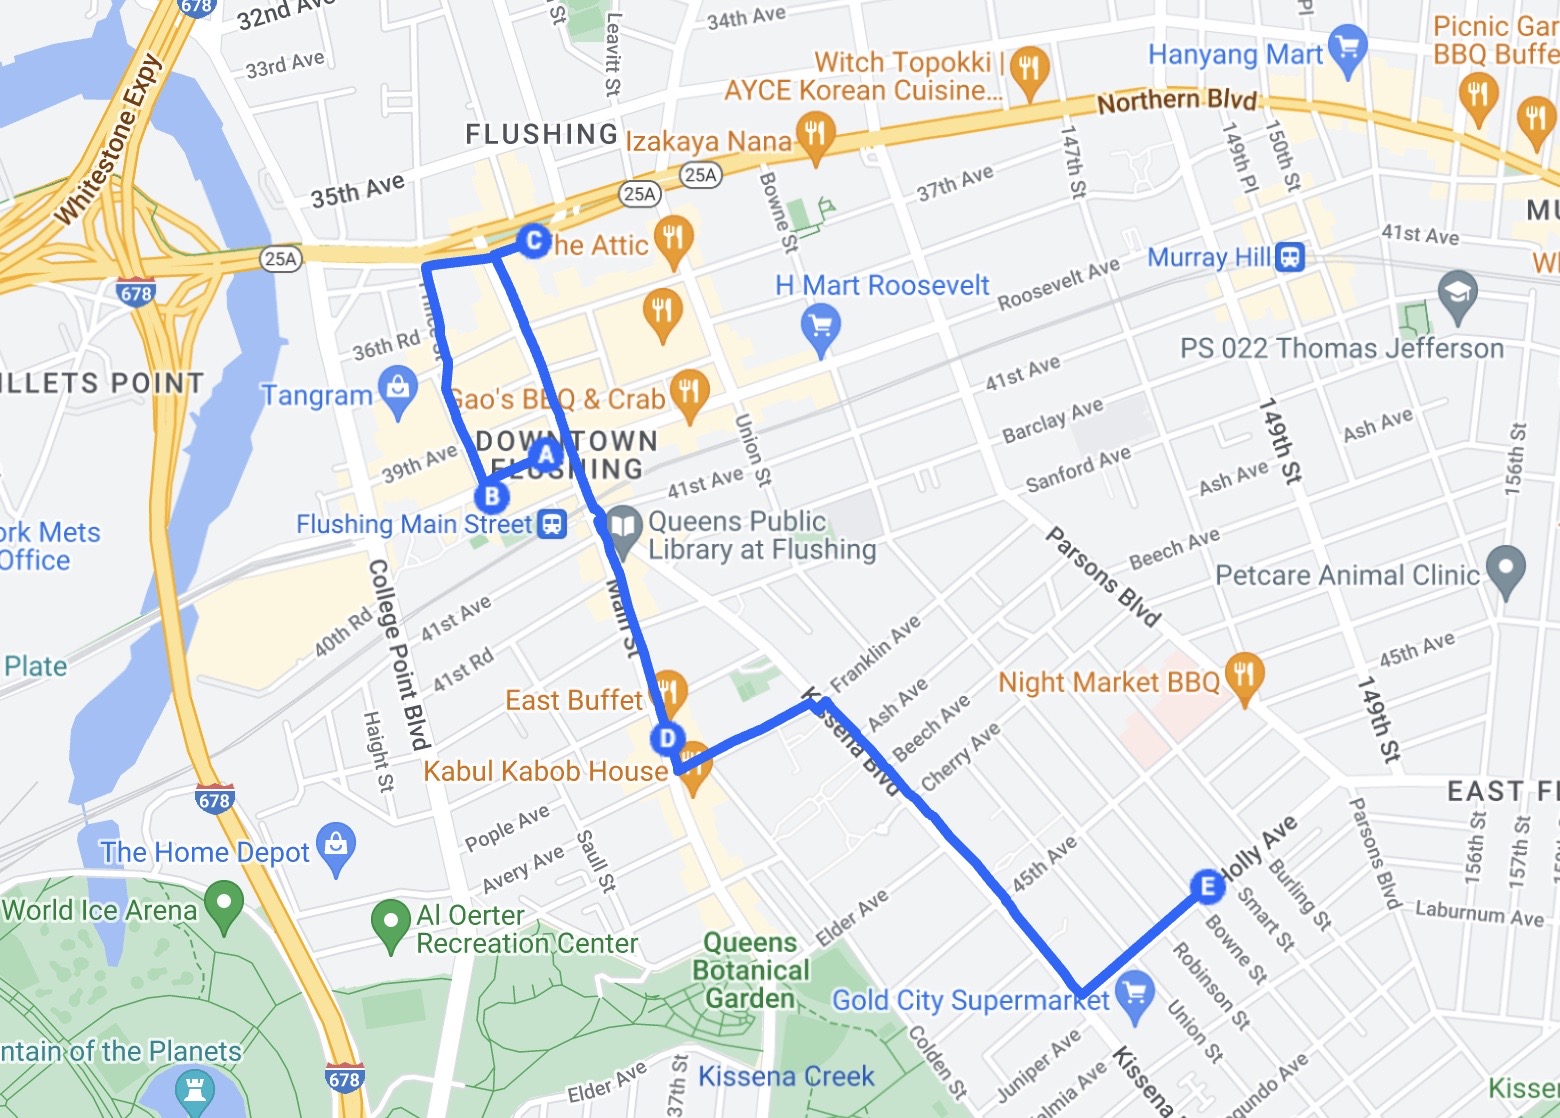 678
32nd Ave
34th Ave
33rd Ave
Leavitt St
Picnic Gar
BBQ Buffe
Hanyang Mart
Witch Topokki |
AYCE Korean Cuisine...
Northern Blvd
Whitestone Expy
FLUSHING
Izakaya Nana
147th St
149th Pl
150th St
25A
25A
35th Ave
Bowne St
37th Ave
41st Ave
C
The Attic
25A
Murray Hill
678
H Mart Roosevelt
Roosevelt Ave
Prince St
36th Rd
PS 022 Thomas Jefferson
ILLETS POINT
Tangram
Gao's BBQ & Crab
41st Ave
Barclay Ave
149th St
Ash Ave
DOWNTOWN
FLUSHING
A
39th Ave
Union St
156th St
Sanford Ave
Ash Ave
B
41st Ave
Flushing Main Street
Queens Public
Library at Flushing
ork Mets
Office
Parsons Blvd
Beech Ave
Petcare Animal Clinic
College Point Blvd
Main St
40th Rd
41st Ave
Franklin Ave
45th Ave
Plate
41st Rd
Night Market BBQ
East Buffet
Kissena Blvd
Ash Ave
Beech Ave
149th St
Haight St
D
Cherry Ave
Kabul Kabob House
678
EAST FL
Pople Ave
Parsons Blvd
156th St
157th St
The Home Depot
Saull St
Avery Ave
45th Ave
Holly Ave
E
Burling St
World Ice Arena
Al Oerter
Recreation Center
Elder Ave
Smart St
Laburnum Ave
Bowne St
Queens
Botanical
Garden
Robinson St
Gold City Supermarket
Union St
ntain of the Planets
Colden St
Juniper Ave
678
Elder Ave
37th St
Kissena Creek
Kissena
Kisser